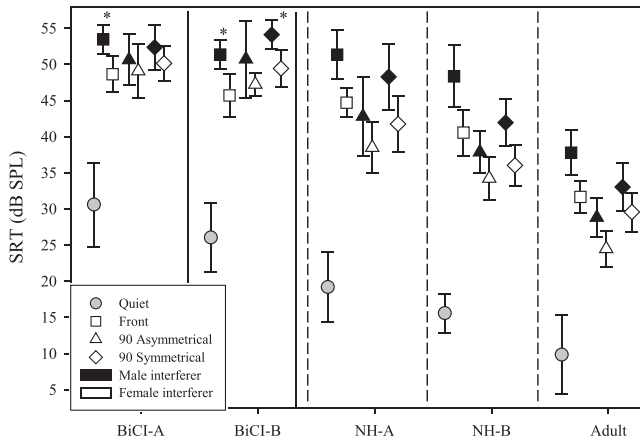 55
50
45
40
35
30
25
20
15
10
5
SRT (dB SPL)
*
*
*
Quiet
Front
90 Asymmetrical
90 Symmetrical
Male interferer
Female interferer
BiCI-A
BiCI-B
NH-A
NH-B
Adult